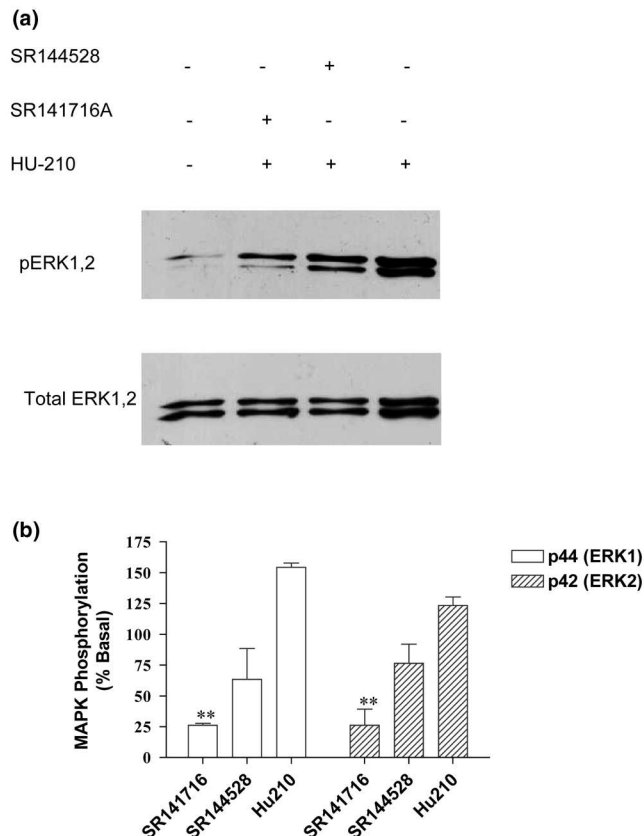 (a)
SR144528 - - + -
SR141716A - + - -
HU-210 - + + +
pERK1,2
Total ERK1,2
(b)
MAPK Phosphorylation
(% Basal)
175
150
125
100
75
50
25
0
**
**
SR141716
SR144528
Hu210
SR141716
SR144528
Hu210
p44 (ERK1)
p42 (ERK2)